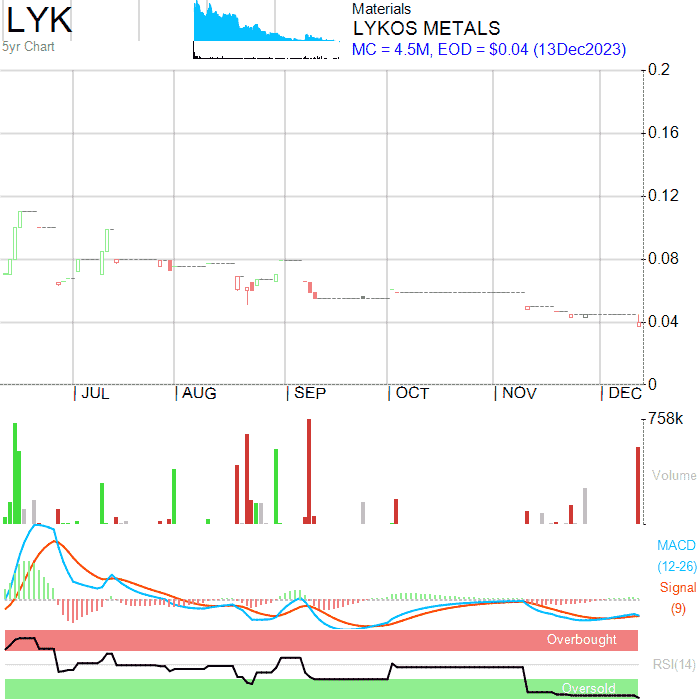 LYK
5yr Chart
Materials
LYKOS METALS
MC = 4.5M, EOD = $0.04 (13Dec2023)
0.2
0.16
0.12
0.08
0.04
0
JUL AUG SEP OCT NOV DEC
758k
Volume
MACD
(12-26)
Signal
(9)
Overbought
RSI(14)
Oversold